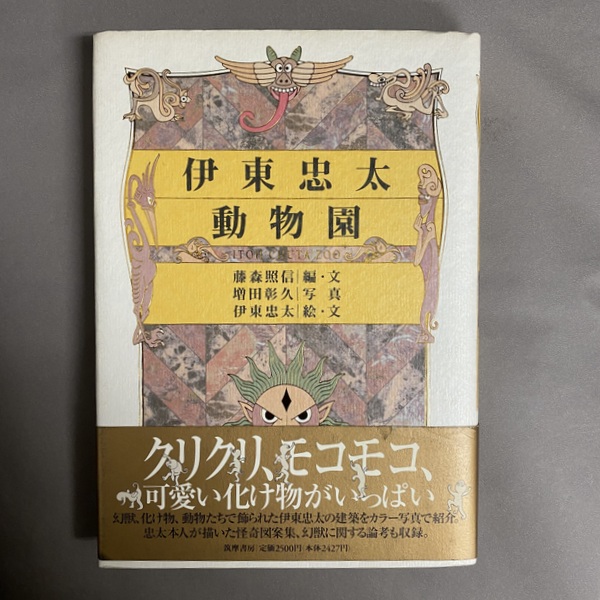 伊東忠太
動物園
ITOH CHUTA ZOO
藤森照信|編・文
増田彰久|写真
伊東忠太|絵・文
クリクリ、モコモコ、
可愛い化け物がいっぱい
幻獣、化け物、動物たちで飾られた伊東忠太の建築をカラー写真で紹介
忠太本人が描いた怪奇図案集、幻獣に関する論考も収録。
筑摩書房|定価2500円(本体2427円)